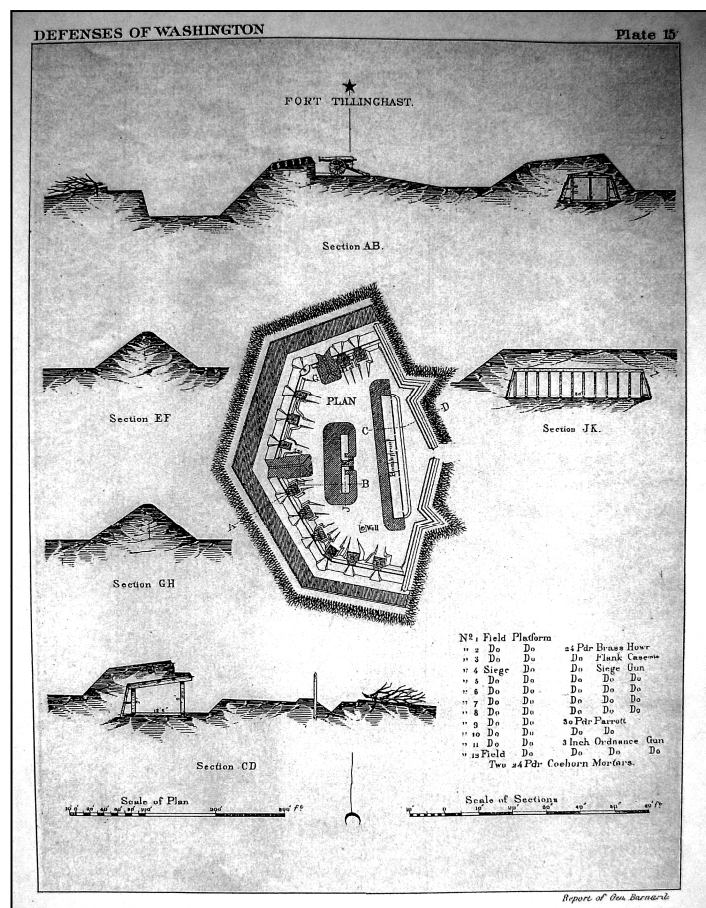 DEFENSES OF WASHINGTON
Plate 15
FORT TILLINGHAST.
Section AB.
Section EF
PLAN
D
C
Section JK.
B
J
Well
A
Section GH
Nº 1 Field Platform
" 2 Do Do 24 Pdr Brass Howr
" 3 Do Do Do Flank Casemte
" 4 Siege Do Do Siege Gun
" 5 Do Do Do Do Do
" 6 Do Do Do Do Do
" 7 Do Do Do Do Do
" 8 Do Do Do Do Do
" 9 Do Do 30 Pdr Parrott
" 10 Do Do Do Do
" 11 Do Do 3 Inch Ordnance Gun
" 12 Field Do Do Do Do
Two 24 Pdr Coehorn Mortars.
Section CD
Scale of Plan
Scale of Sections
Report of Gen. Barnard